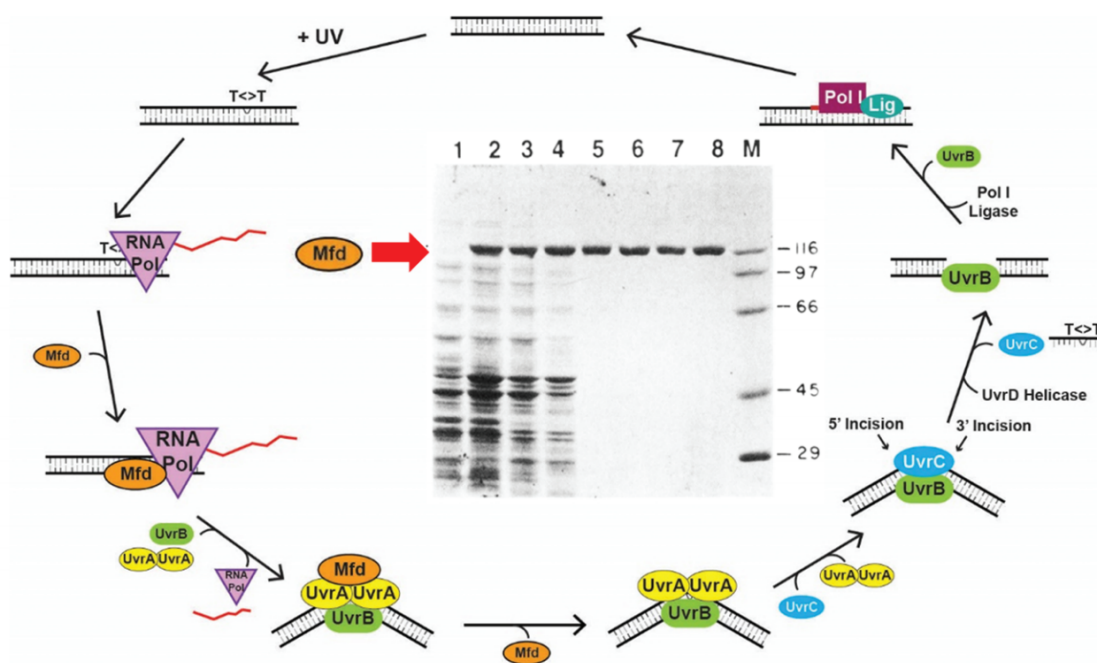 + UV
T<>T
Pol I
Lig
UvrB
Pol I
Ligase
1 2 3 4 5 6 7 8 M
RNA
Pol
Mfd
116
97
66
45
29
UvrB
UvrC
T<>T
UvrD Helicase
Mfd
5' Incision
3' Incision
RNA
Pol
Mfd
UvrC
UvrB
UvrB
UvrA UvrA
RNA
Pol
Mfd
UvrA UvrA
UvrB
UvrA UvrA
UvrB
UvrA UvrA
UvrC
Mfd